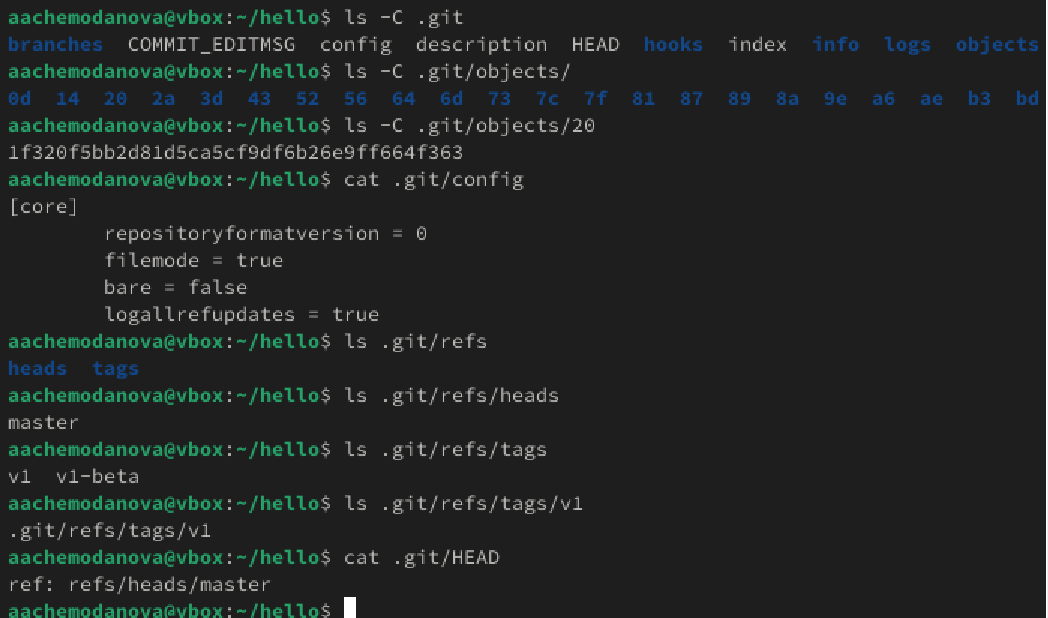 aachemodanova@vbox:~/hello$ ls -C .git
branches COMMIT_EDITMSG config description HEAD hooks index info logs objects
aachemodanova@vbox:~/hello$ ls -C .git/objects/
0d 14 20 2a 3d 43 52 56 64 6d 73 7c 7f 81 87 89 8a 9e a6 ae b3 bd
aachemodanova@vbox:~/hello$ ls -C .git/objects/20
1f320f5bb2d81d5ca5cf9df6b26e9ff664f363
aachemodanova@vbox:~/hello$ cat .git/config
[core]
        repositoryformatversion = 0
        filemode = true
        bare = false
        logallrefupdates = true
aachemodanova@vbox:~/hello$ ls .git/refs
heads tags
aachemodanova@vbox:~/hello$ ls .git/refs/heads
master
aachemodanova@vbox:~/hello$ ls .git/refs/tags
v1 v1-beta
aachemodanova@vbox:~/hello$ ls .git/refs/tags/v1
.git/refs/tags/v1
aachemodanova@vbox:~/hello$ cat .git/HEAD
ref: refs/heads/master
aachemodanova@vbox:~/hello$